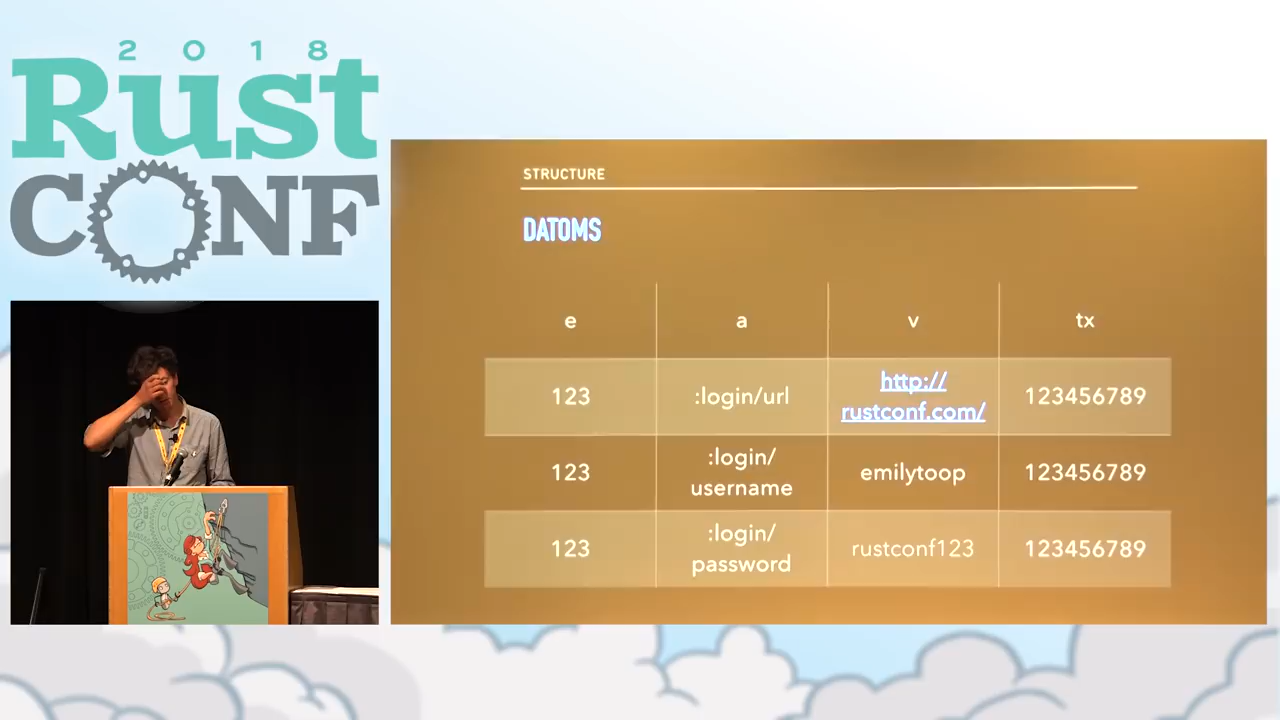 2018
Rust
CONF
STRUCTURE
DATOMS
e a v tx
123 :login/url http:// rustconf.com/ 123456789
123 :login/ username emilytoop 123456789
123 :login/ password rustconf123 123456789